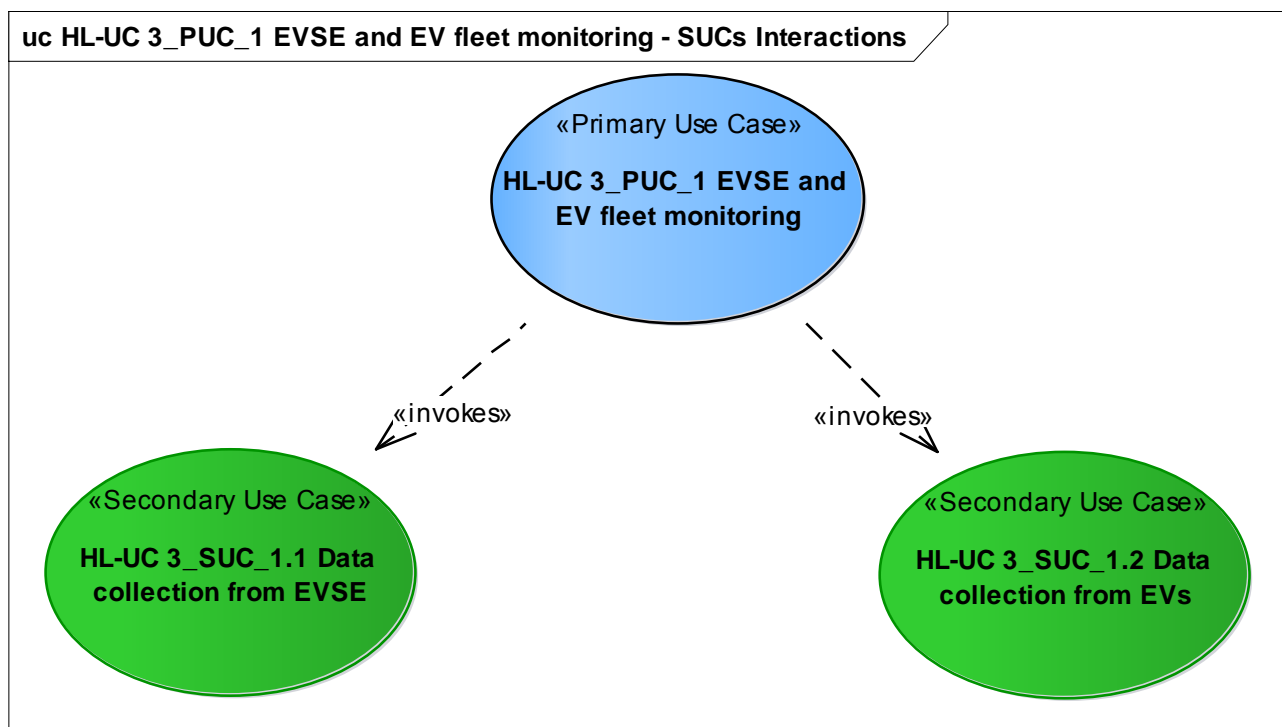 uc HL-UC 3_PUC_1 EVSE and EV fleet monitoring - SUCs Interactions
«Primary Use Case»
HL-UC 3_PUC_1 EVSE and
EV fleet monitoring
«invokes»
«invokes»
«Secondary Use Case»
HL-UC 3_SUC_1.1 Data
collection from EVSE
«Secondary Use Case»
HL-UC 3_SUC_1.2 Data
collection from EVs